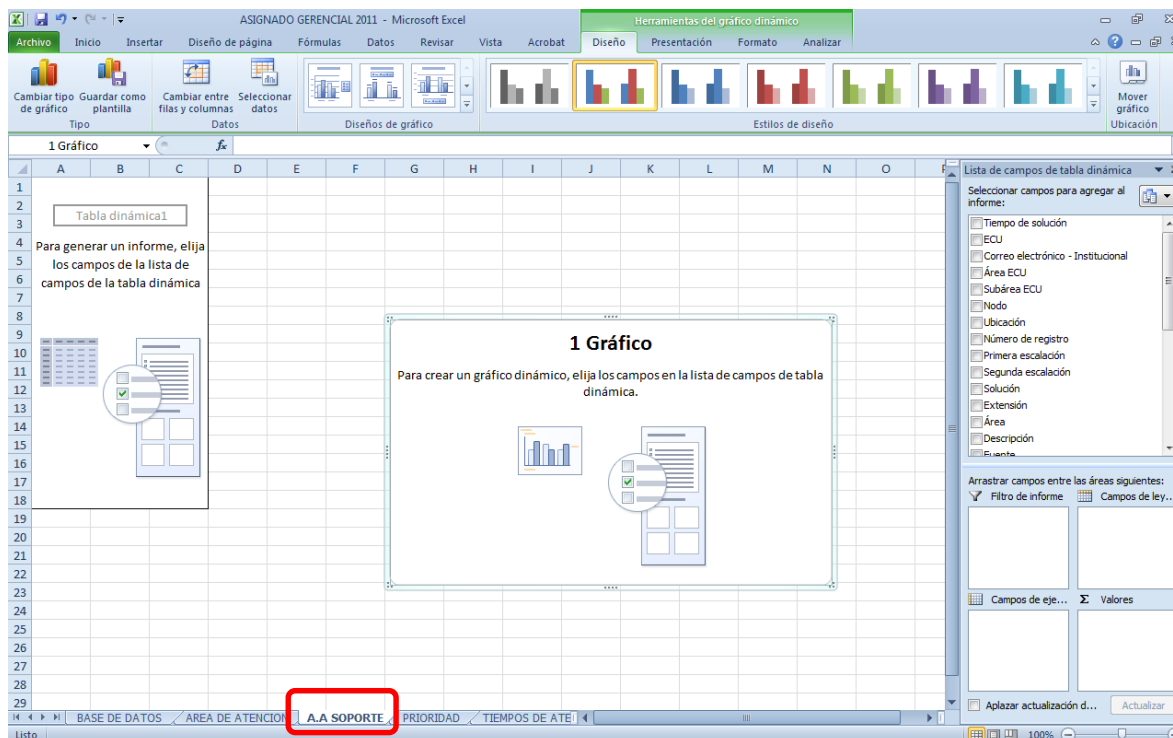 ASIGNADO GERENCIAL 2011 - Microsoft Excel
Herramientas del gráfico dinámico
Archivo Inicio Insertar Diseño de página Fórmulas Datos Revisar Vista Acrobat Diseño Presentación Formato Analizar
Cambiar tipo de gráfico
Guardar como plantilla
Tipo
Cambiar entre filas y columnas
Seleccionar datos
Datos
Diseños de gráfico
Estilos de diseño
Mover gráfico
Ubicación
1 Gráfico
fx
A B C D E F G H I J K L M N O
1
2
3
4
5
6
7
8
9
10
11
12
13
14
15
16
17
18
19
20
21
22
23
24
25
26
27
28
29
Tabla dinámica1
Para generar un informe, elija
los campos de la lista de
campos de la tabla dinámica
1 Gráfico
Para crear un gráfico dinámico, elija los campos en la lista de campos de tabla
dinámica.
Lista de campos de tabla dinámica
Seleccionar campos para agregar al
informe:
Tiempo de solución
ECU
Correo electrónico - Institucional
Área ECU
Subárea ECU
Nodo
Ubicación
Número de registro
Primera escalación
Segunda escalación
Solución
Extensión
Área
Descripción
Fuente
Arrastrar campos entre las áreas siguientes:
Filtro de informe
Campos de ley...
Campos de eje...
Σ Valores
Aplazar actualización d...
Actualizar
BASE DE DATOS AREA DE ATENCION A.A SOPORTE PRIORIDAD TIEMPOS DE ATE
Listo
100%